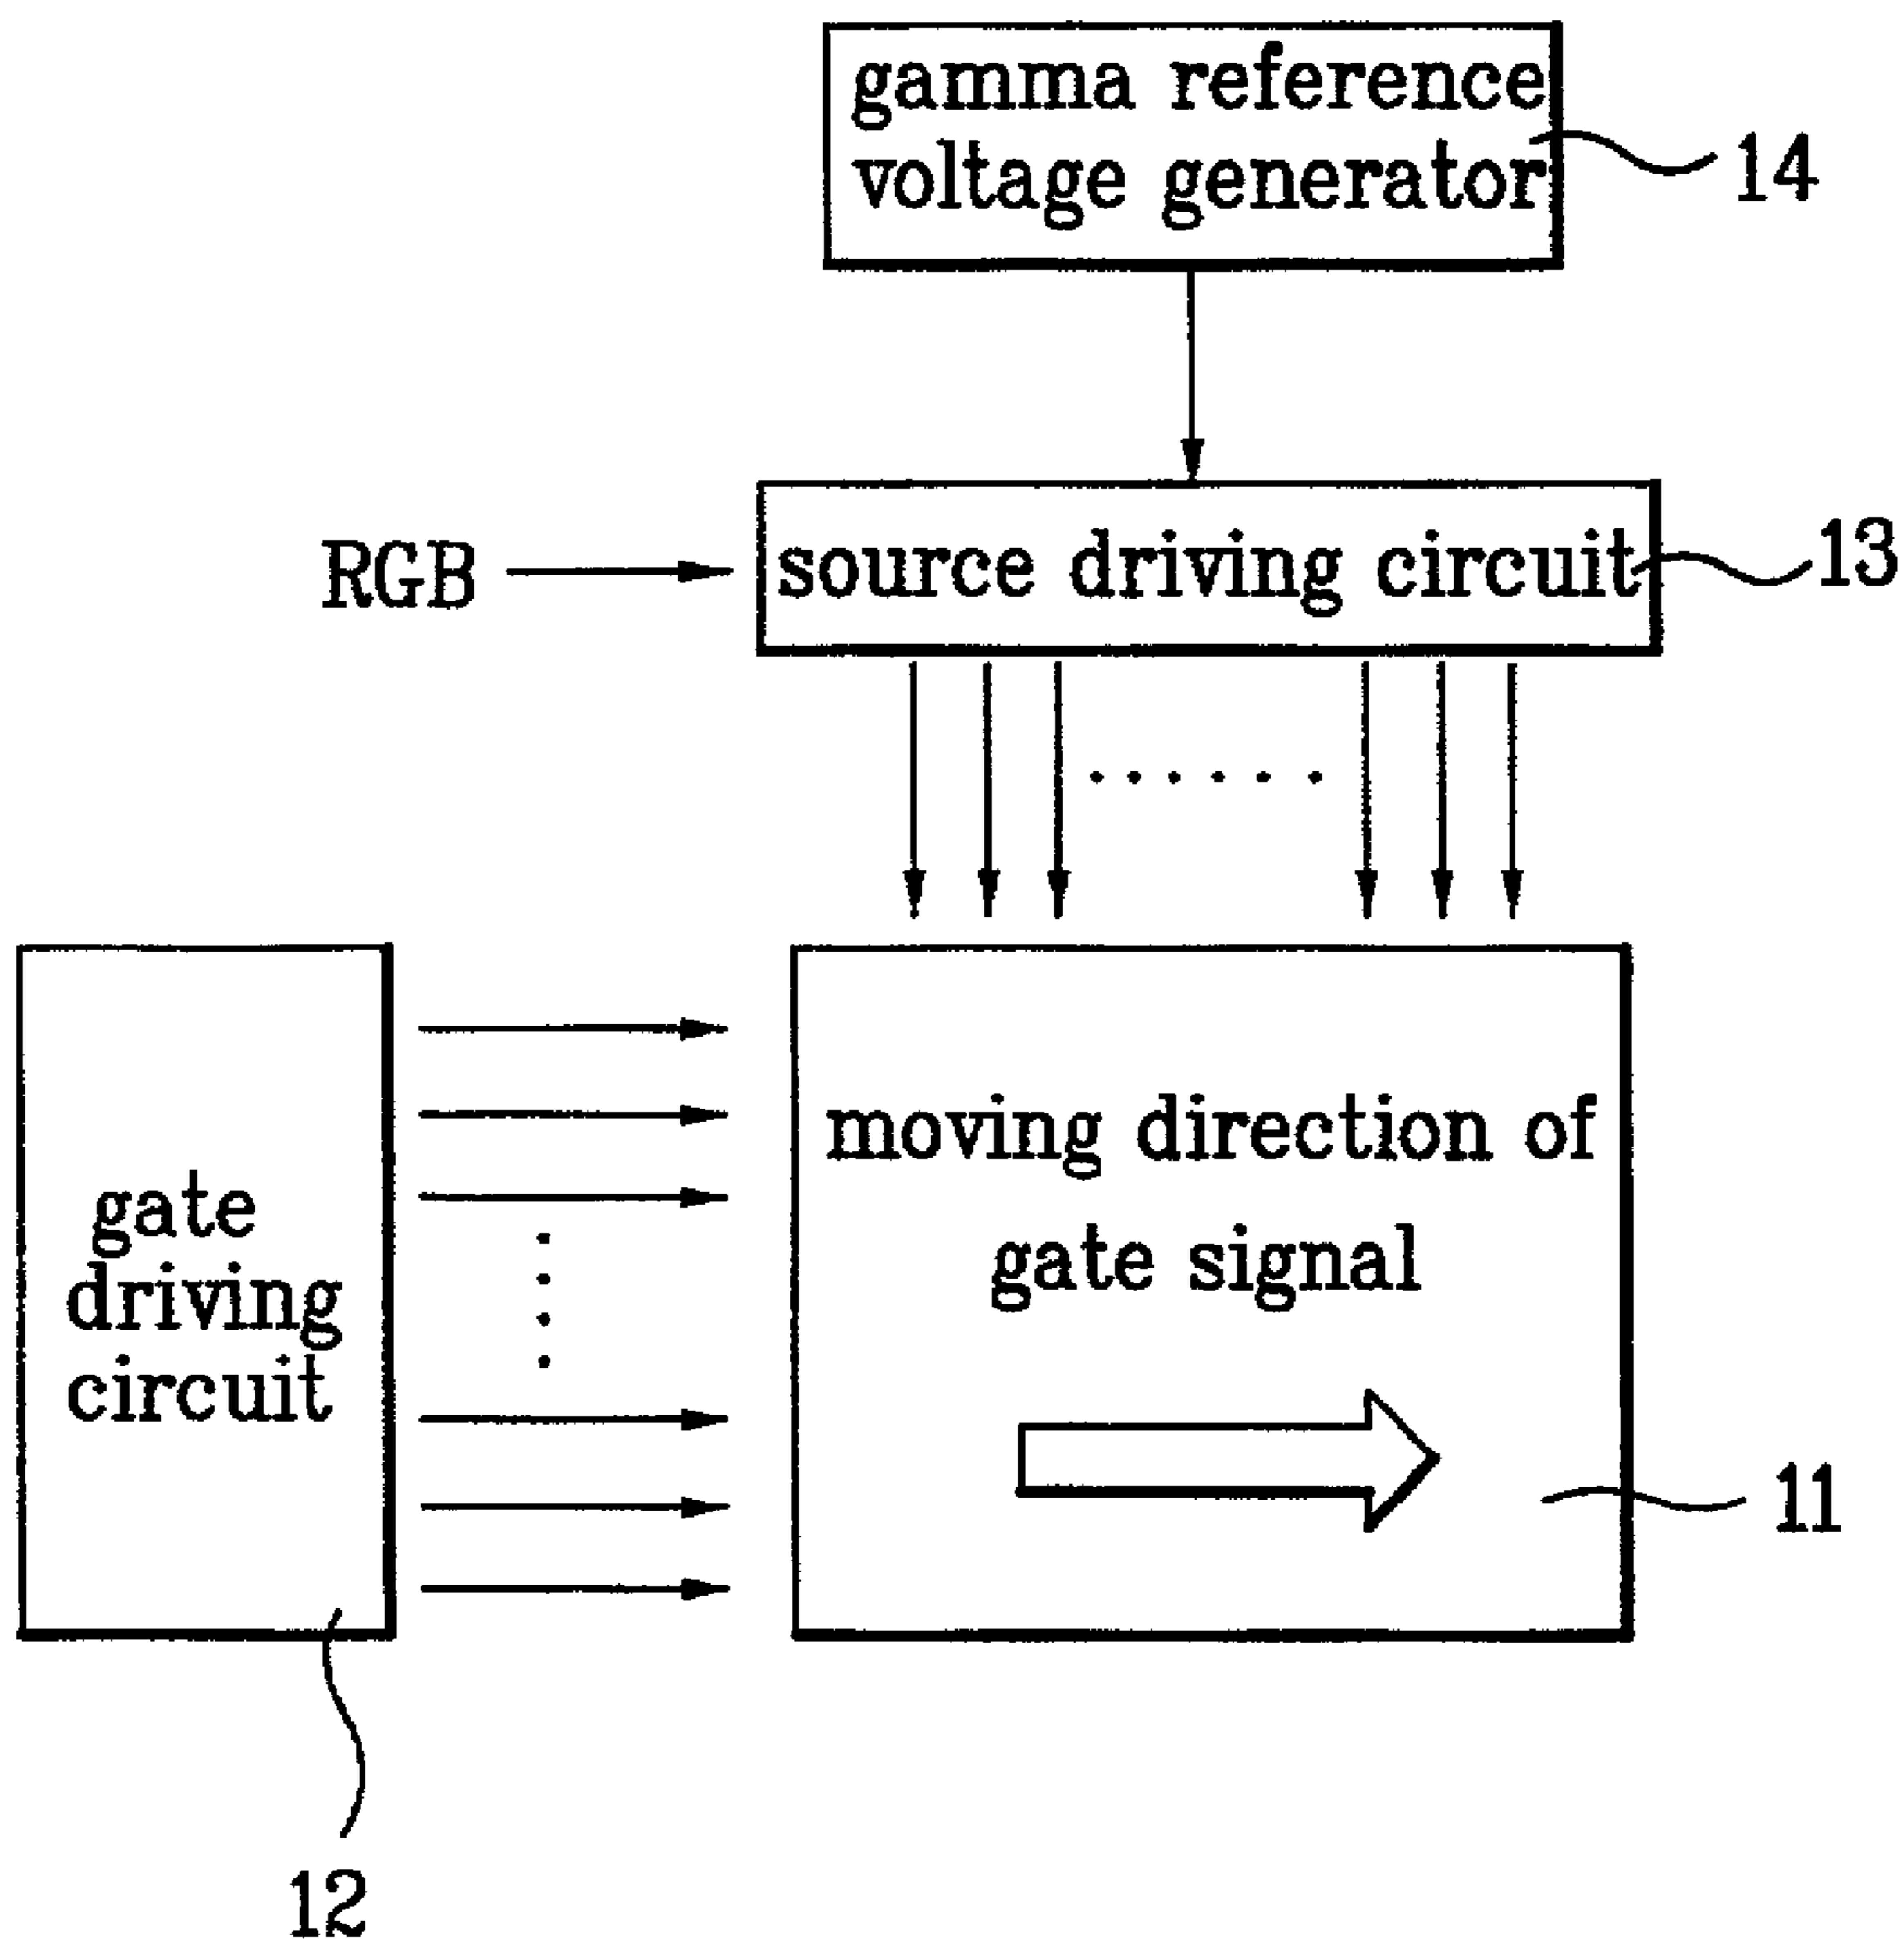 gamma reference
voltage generator
14
RGB
source driving circuit
13
gate
driving
circuit
moving direction of
gate signal
11
12